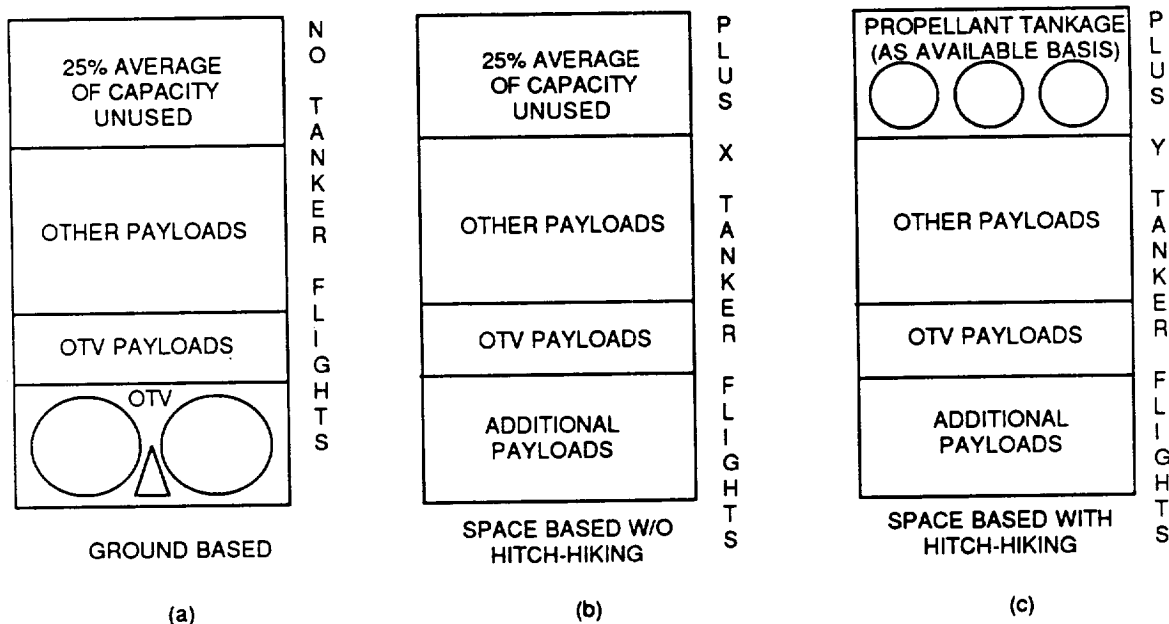 25% AVERAGE
OF CAPACITY
UNUSED
OTHER PAYLOADS
OTV PAYLOADS
OTV
NO TANKER FLIGHTS
GROUND BASED
(a)
25% AVERAGE
OF CAPACITY
UNUSED
OTHER PAYLOADS
OTV PAYLOADS
ADDITIONAL
PAYLOADS
PLUS X TANKER FLIGHTS
SPACE BASED W/O
HITCH-HIKING
(b)
PROPELLANT TANKAGE
(AS AVAILABLE BASIS)
OTHER PAYLOADS
OTV PAYLOADS
ADDITIONAL
PAYLOADS
PLUS Y TANKER FLIGHTS
SPACE BASED WITH
HITCH-HIKING
(c)